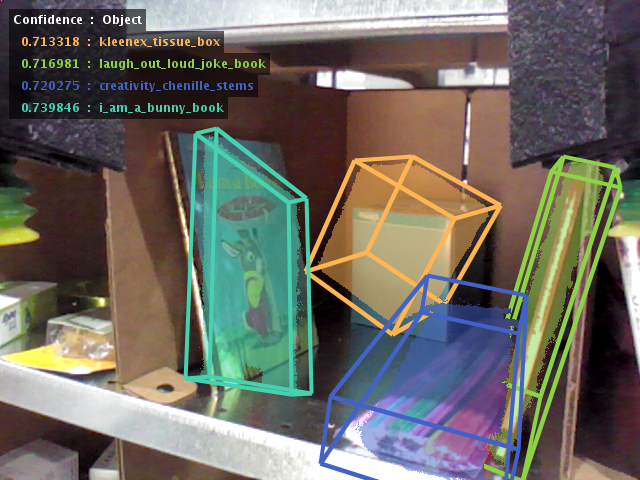 Confidence : Object
0.713318 : kleenex_tissue_box
0.716981 : laugh_out_loud_joke_book
0.720275 : creativity_chenille_stems
0.739846 : i_am_a_bunny_book